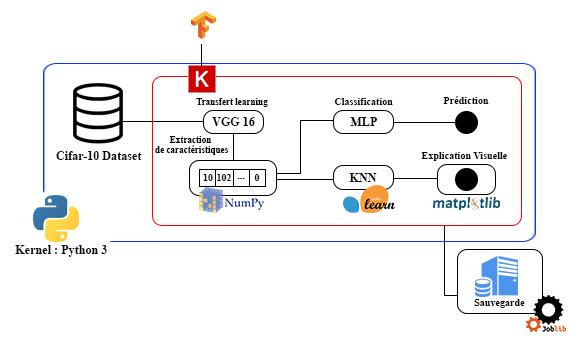 K
Transfert learning
Classification
Prédiction
VGG 16
MLP
Cifar-10 Dataset
Extraction
de caractéristiques
Explication Visuelle
10 102 ... 0
KNN
NumPy
learn
matplotlib
Kernel : Python 3
Sauvegarde
Joblib